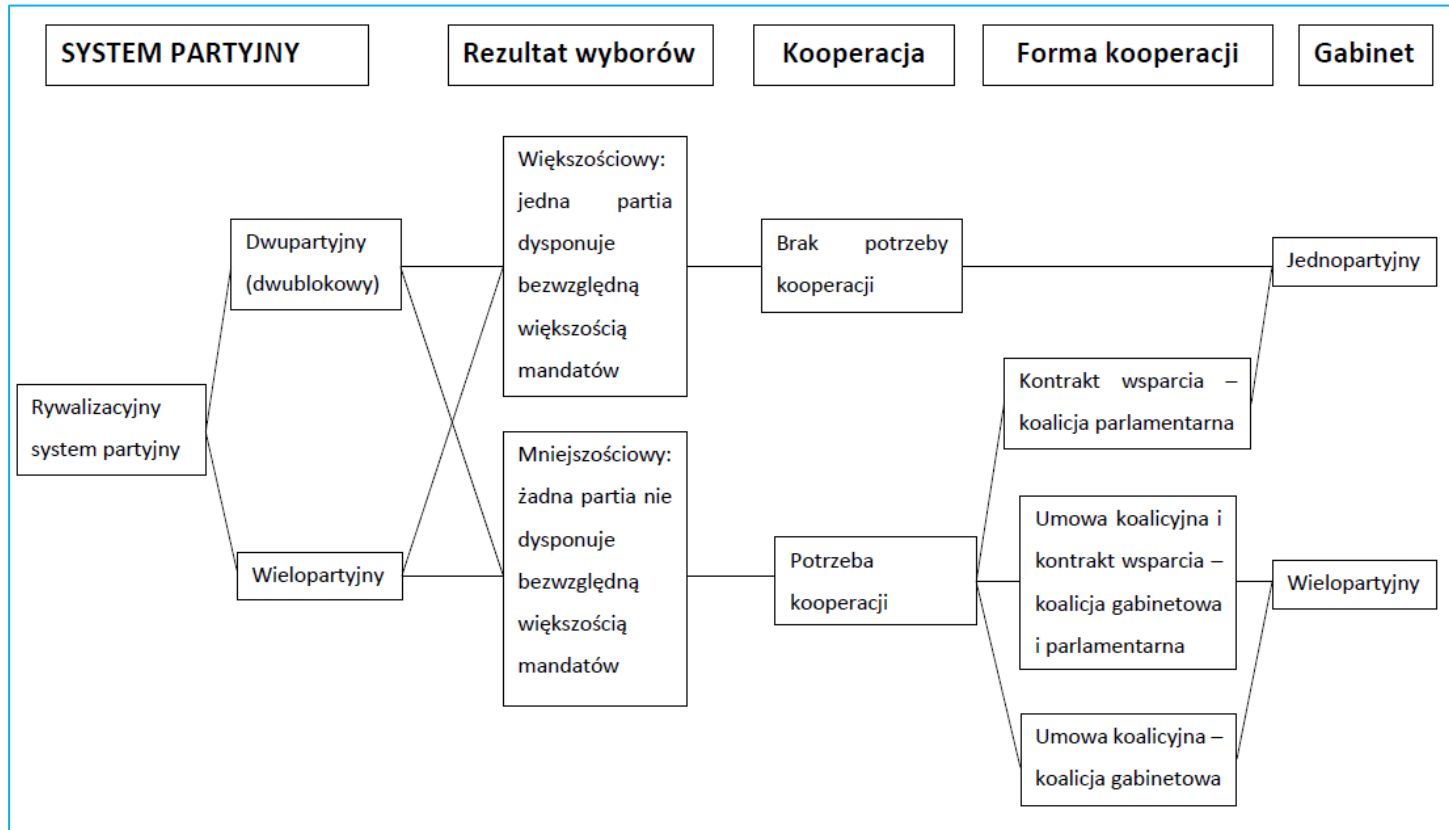 SYSTEM PARTYJNY
Rezultat wyborów
Kooperacja
Forma kooperacji
Gabinet
Rywalizacyjny
system partyjny
Dwupartyjny
(dwublokowy)
Wielopartyjny
Większościowy:
jedna partia
dysponuje
bezwzględną
większością
mandatów
Mniejszościowy:
żadna partia nie
dysponuje
bezwzględną
większością
mandatów
Brak potrzeby
kooperacji
Potrzeba
kooperacji
Kontrakt wsparcia –
koalicja parlamentarna
Umowa koalicyjna i
kontrakt wsparcia –
koalicja gabinetowa
i parlamentarna
Umowa koalicyjna –
koalicja gabinetowa
Jednopartyjny
Wielopartyjny